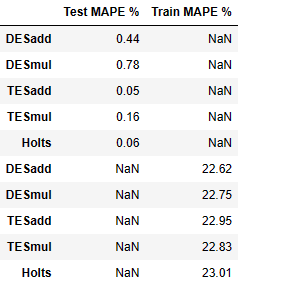 Test MAPE % Train MAPE %
DESadd 0.44 NaN
DESmul 0.78 NaN
TESadd 0.05 NaN
TESmul 0.16 NaN
Holts 0.06 NaN
DESadd NaN 22.62
DESmul NaN 22.75
TESadd NaN 22.95
TESmul NaN 22.83
Holts NaN 23.01